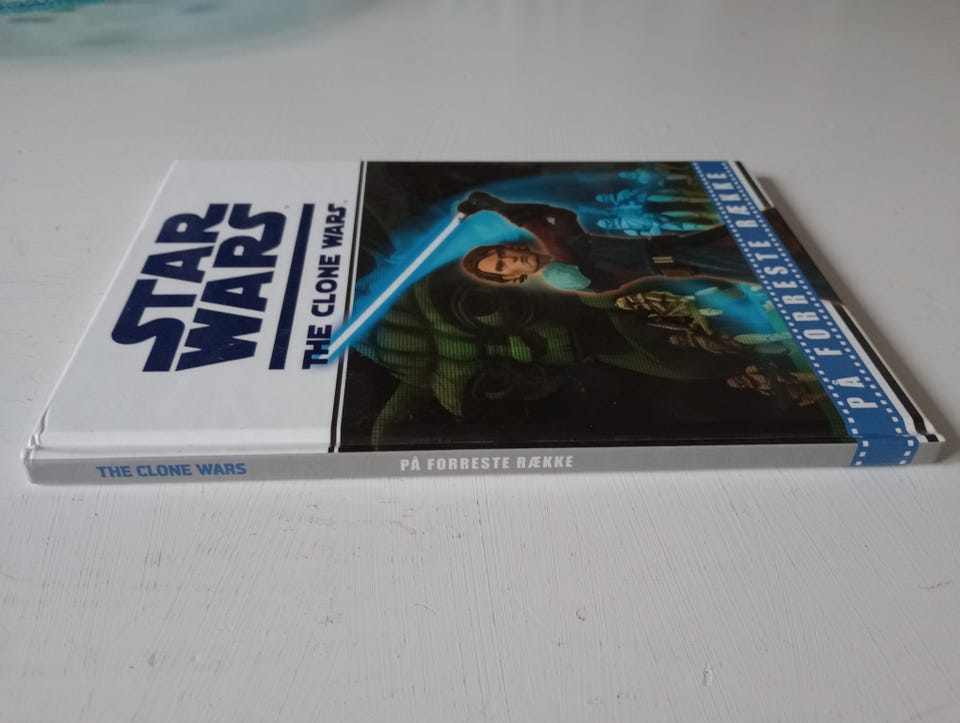 STAR
WARS
THE CLONE WARS
PÅ FORRESTE RÆKKE
THE CLONE WARS
PÅ FORRESTE RÆKKE